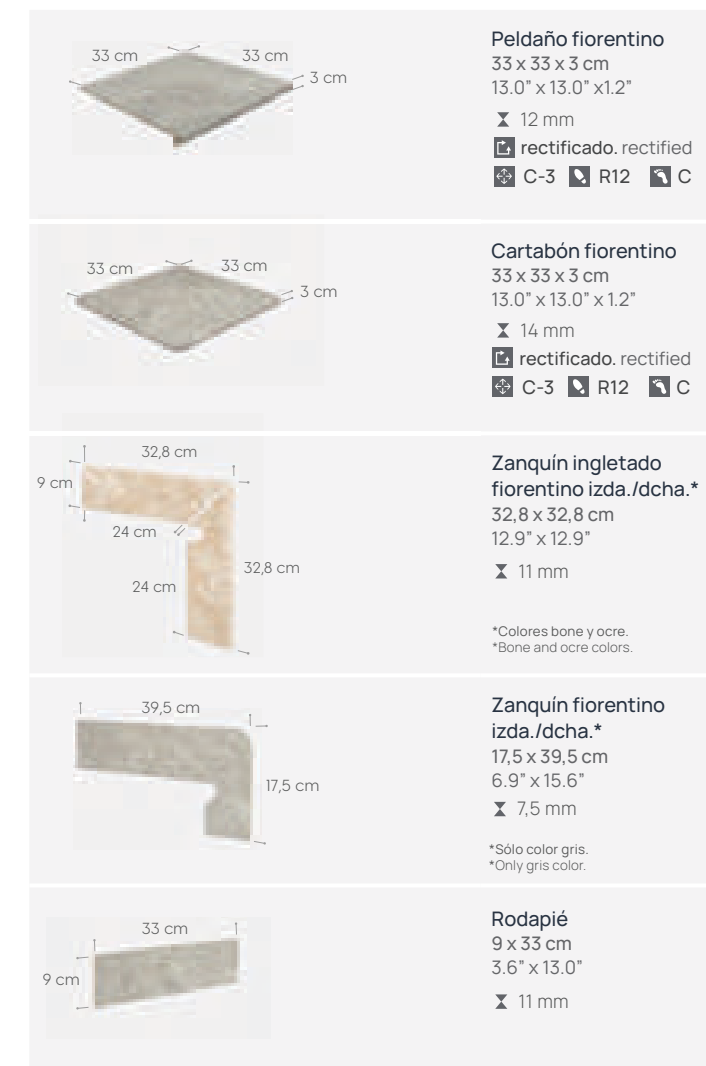 33 cm
33 cm
3 cm
Peldaño fiorentino
33 x 33 x 3 cm
13.0” x 13.0” x1.2”
12 mm
rectificado. rectified
C-3 R12 C
33 cm
33 cm
3 cm
Cartabón fiorentino
33 x 33 x 3 cm
13.0” x 13.0” x 1.2”
14 mm
rectificado. rectified
C-3 R12 C
32,8 cm
9 cm
24 cm
24 cm
32,8 cm
Zanquín ingletado
fiorentino izda./dcha.*
32,8 x 32,8 cm
12.9” x 12.9”
11 mm
*Colores bone y ocre.
*Bone and ocre colors.
39,5 cm
17,5 cm
Zanquín fiorentino
izda./dcha.*
17,5 x 39,5 cm
6.9” x 15.6”
7,5 mm
*Sólo color gris.
*Only gris color.
33 cm
9 cm
Rodapié
9 x 33 cm
3.6” x 13.0”
11 mm